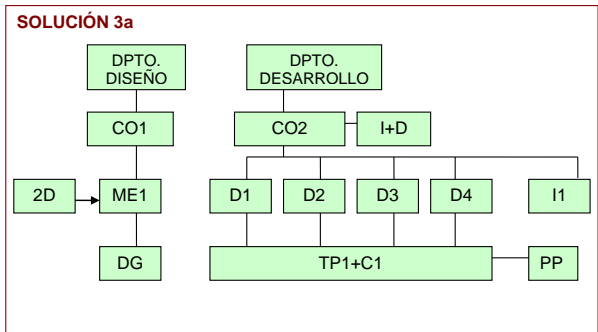 SOLUCIÓN 3a
DPTO.
DISEÑO
DPTO.
DESARROLLO
CO1
CO2
I+D
2D
ME1
D1
D2
D3
D4
I1
DG
TP1+C1
PP